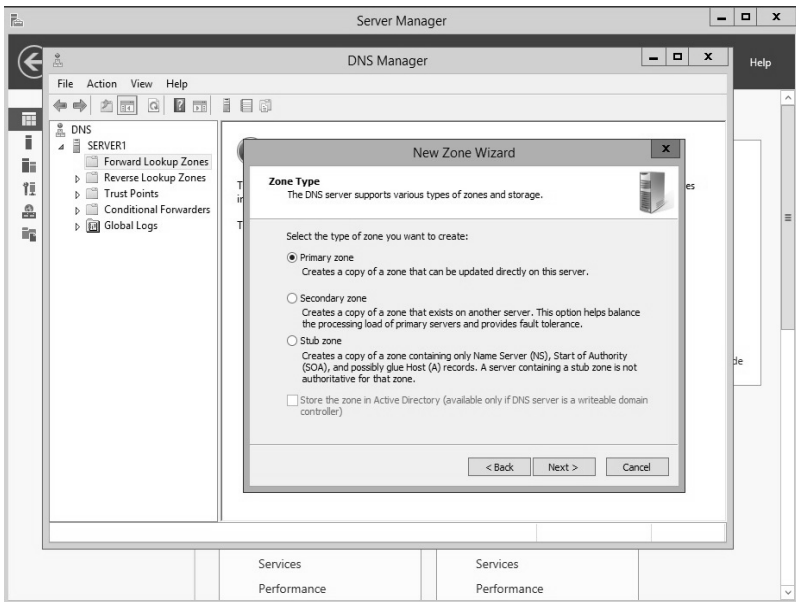 Server Manager
Help
DNS Manager
File Action View Help
DNS
SERVER1
Forward Lookup Zones
Reverse Lookup Zones
Trust Points
Conditional Forwarders
Global Logs
New Zone Wizard
Zone Type
The DNS server supports various types of zones and storage.
Select the type of zone you want to create:
Primary zone
Creates a copy of a zone that can be updated directly on this server.
Secondary zone
Creates a copy of a zone that exists on another server. This option helps balance
the processing load of primary servers and provides fault tolerance.
Stub zone
Creates a copy of a zone containing only Name Server (NS), Start of Authority
(SOA), and possibly glue Host (A) records. A server containing a stub zone is not
authoritative for that zone.
Store the zone in Active Directory (available only if DNS server is a writeable domain
controller)
< Back Next > Cancel
Services Services
Performance Performance